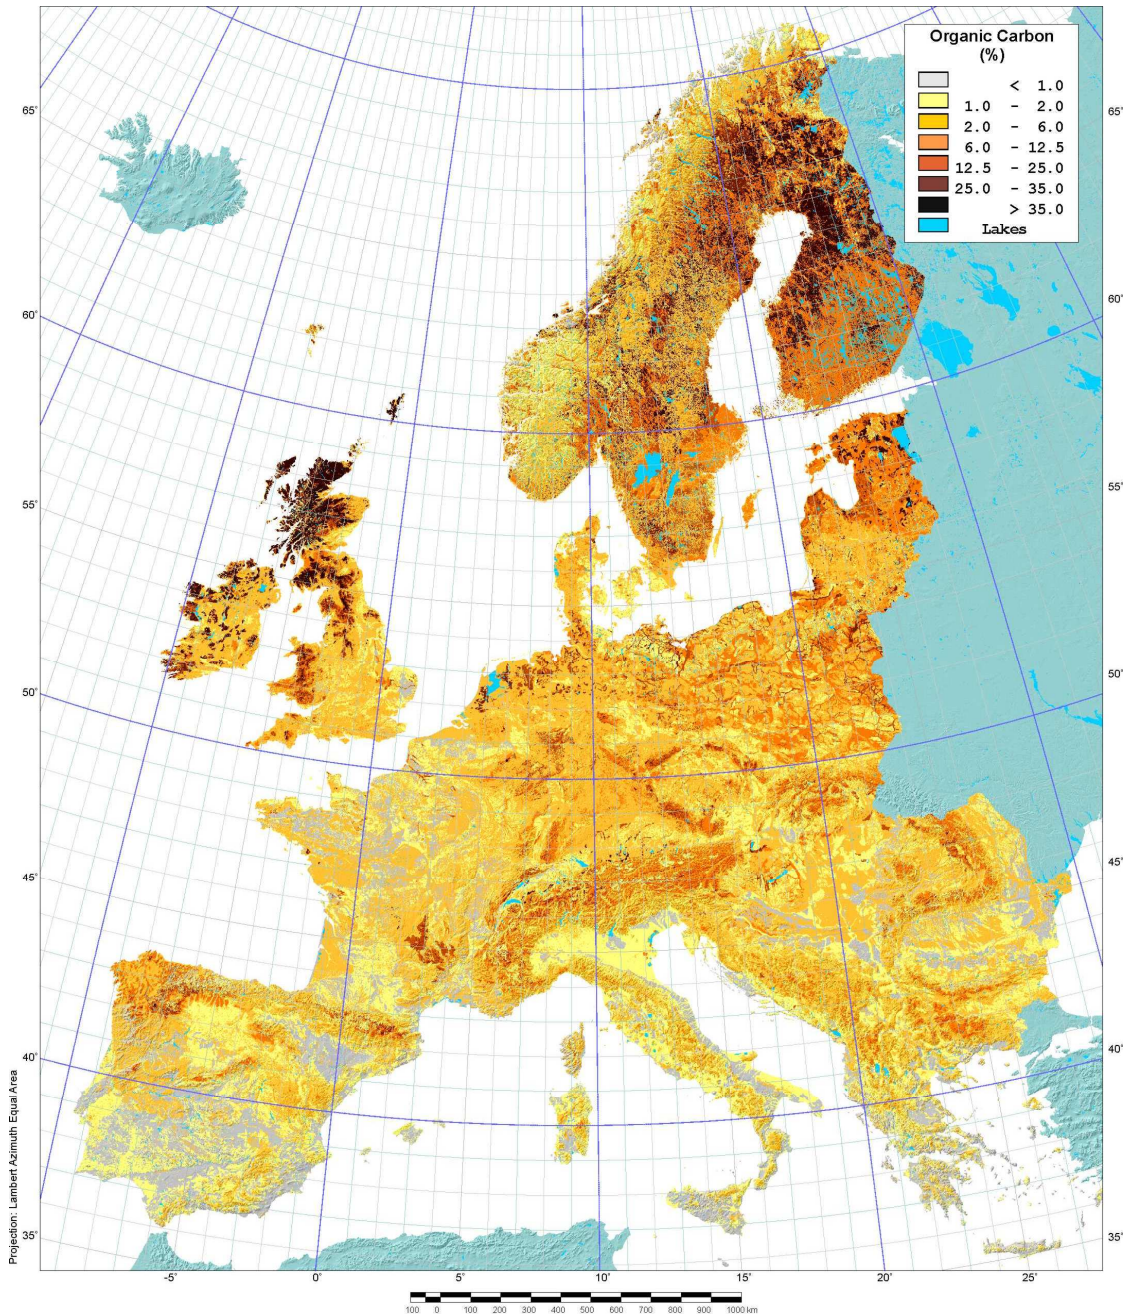 Organic Carbon
(%)
< 1.0
1.0 - 2.0
2.0 - 6.0
6.0 - 12.5
12.5 - 25.0
25.0 - 35.0
> 35.0
Lakes
65˚
60˚
55˚
50˚
45˚
40˚
35˚
65˚
60˚
55˚
50˚
45˚
40˚
35˚
Projection: Lambert Azimuth Equal Area
-5˚ 0˚ 5˚ 10˚ 15˚ 20˚ 25˚
100 0 100 200 300 400 500 600 700 800 900 1000 km